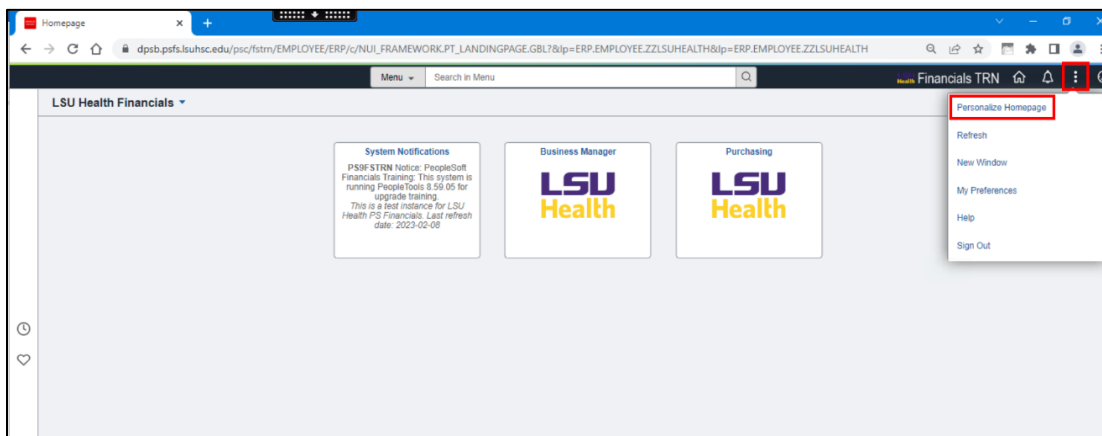 Homepage
dpsb.psfs.lsuhsc.edu/psc/fstrn/EMPLOYEE/ERP/c/NUI_FRAMEWORK.PT_LANDINGPAGE.GBL?&lp=ERP.EMPLOYEE.ZZLSUHEALTH&lp=ERP.EMPLOYEE.ZZLSUHEALTH
Menu Search in Menu
Health Financials TRN
LSU Health Financials
Personalize Homepage
Refresh
New Window
My Preferences
Help
Sign Out
System Notifications
PS9FSTRN Notice: PeopleSoft
Financials Training: This system is
running PeopleTools 8.59.05 for
upgrade training.
This is a test instance for LSU
Health PS Financials. Last refresh
date: 2023-02-08
Business Manager
LSU
Health
Purchasing
LSU
Health